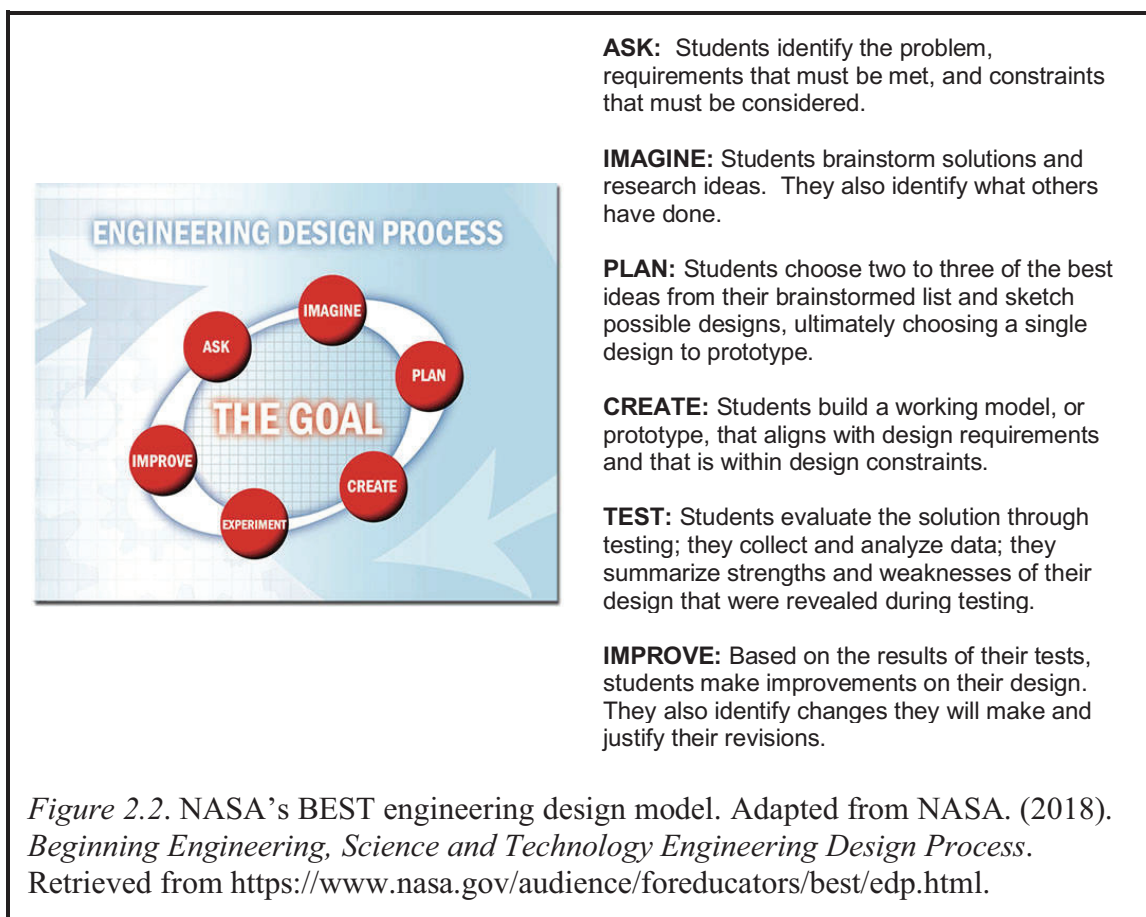 ENGINEERING DESIGN PROCESS
IMAGINE
ASK
PLAN
THE GOAL
IMPROVE
CREATE
EXPERIMENT
ASK: Students identify the problem,
requirements that must be met, and constraints
that must be considered.
IMAGINE: Students brainstorm solutions and
research ideas. They also identify what others
have done.
PLAN: Students choose two to three of the best
ideas from their brainstormed list and sketch
possible designs, ultimately choosing a single
design to prototype.
CREATE: Students build a working model, or
prototype, that aligns with design requirements
and that is within design constraints.
TEST: Students evaluate the solution through
testing; they collect and analyze data; they
summarize strengths and weaknesses of their
design that were revealed during testing.
IMPROVE: Based on the results of their tests,
students make improvements on their design.
They also identify changes they will make and
justify their revisions.
Figure 2.2. NASA’s BEST engineering design model. Adapted from NASA. (2018).
Beginning Engineering, Science and Technology Engineering Design Process.
Retrieved from https://www.nasa.gov/audience/foreducators/best/edp.html.